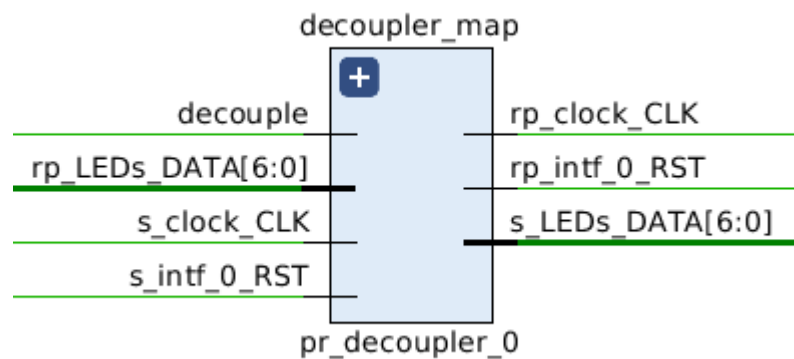 decoupler_map
+
decouple
rp_LEDs_DATA[6:0]
s_clock_CLK
s_intf_0_RST
rp_clock_CLK
rp_intf_0_RST
s_LEDs_DATA[6:0]
pr_decoupler_0